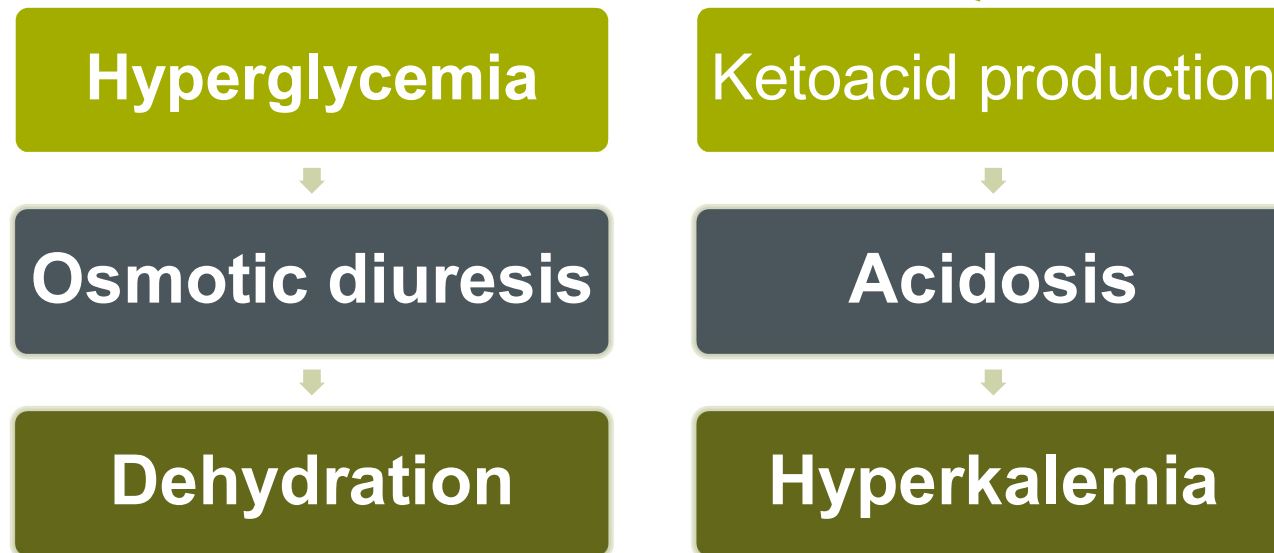 Hyperglycemia
Osmotic diuresis
Dehydration
Ketoacid production
Acidosis
Hyperkalemia